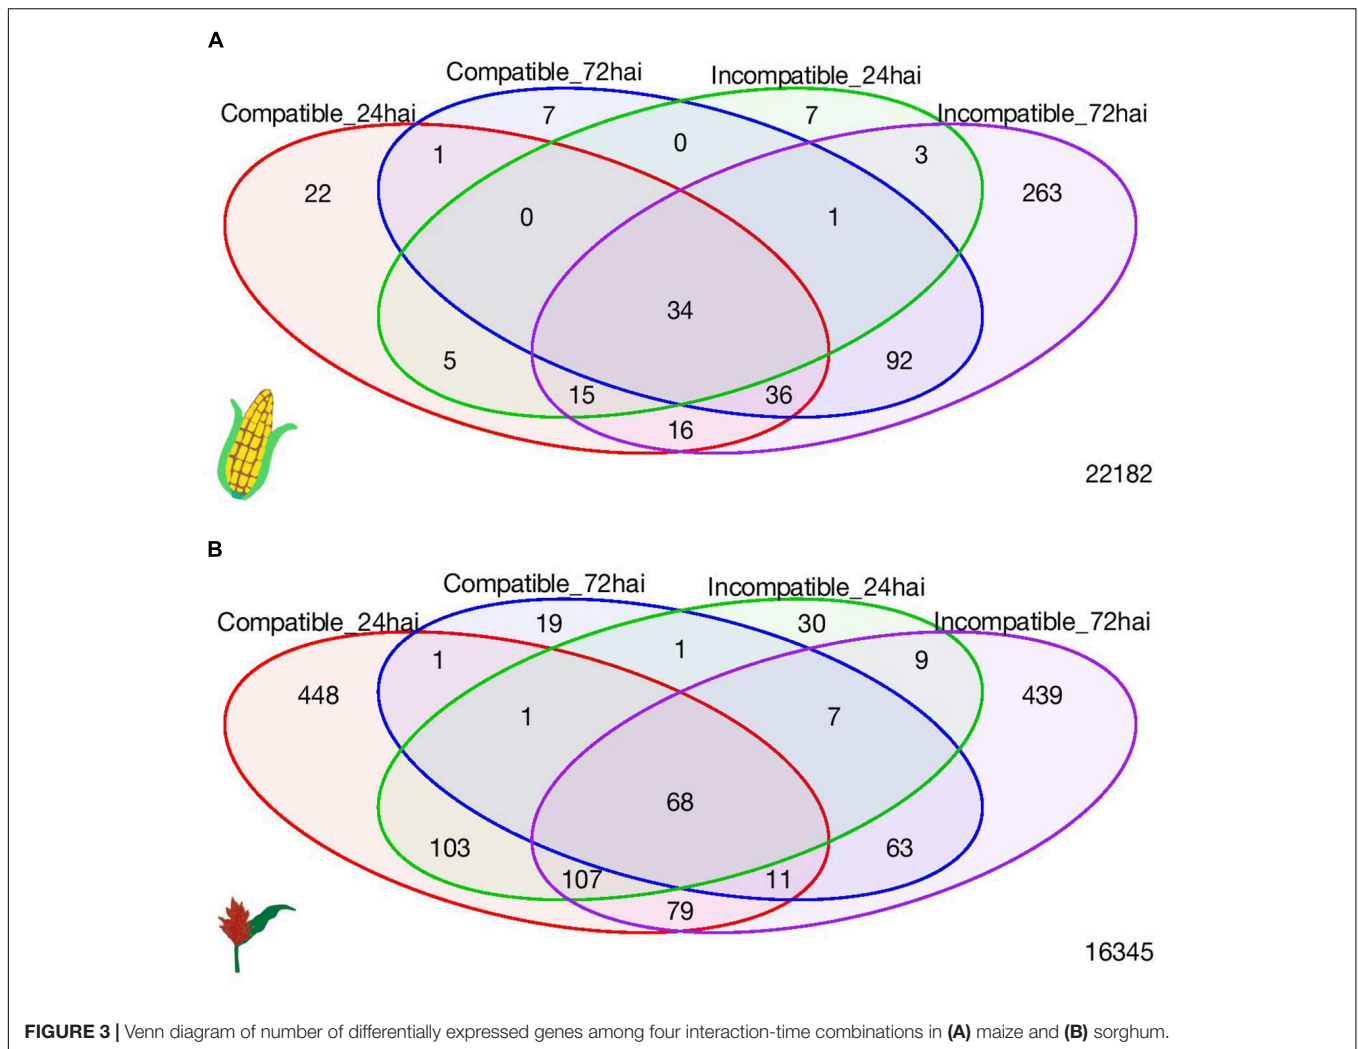 A
Compatible_72hai Incompatible_24hai
Compatible_24hai Incompatible_72hai
7 7
0
1 3
22 263
0 1
34
5 92
15 36
16
22182
B
Compatible_72hai Incompatible_24hai
Compatible_24hai Incompatible_72hai
19 30
1
1 9
448 439
1 7
68
103 63
107 11
79
16345
FIGURE 3 | Venn diagram of number of differentially expressed genes among four interaction-time combinations in (A) maize and (B) sorghum.